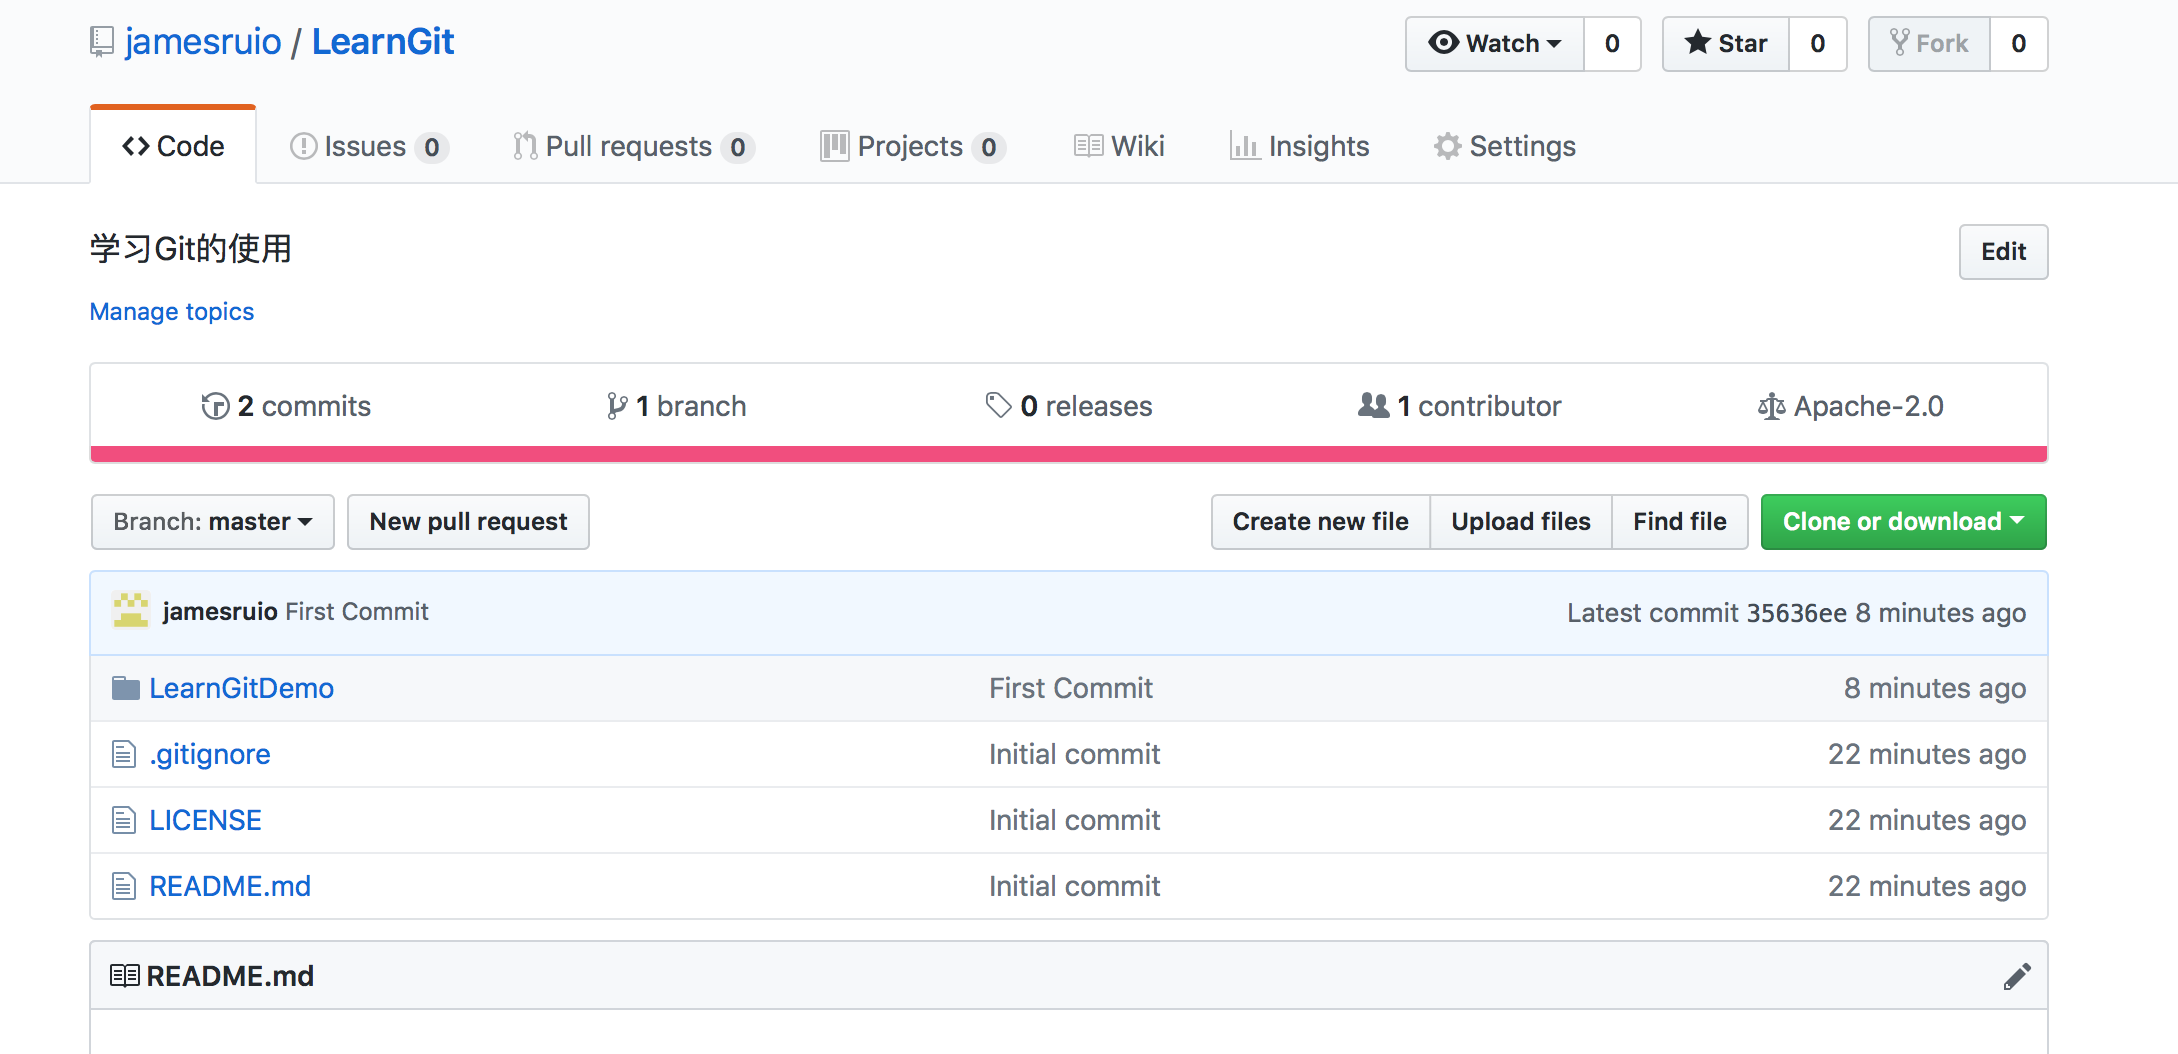 jamesruio / LearnGit Watch 0 Star 0 Fork 0
Code Issues 0 Pull requests 0 Projects 0 Wiki Insights Settings
学习Git的使用 Edit
Manage topics
2 commits 1 branch 0 releases 1 contributor Apache-2.0
Branch: master New pull request Create new file Upload files Find file Clone or download
jamesruio First Commit Latest commit 35636ee 8 minutes ago
LearnGitDemo First Commit 8 minutes ago
.gitignore Initial commit 22 minutes ago
LICENSE Initial commit 22 minutes ago
README.md Initial commit 22 minutes ago
README.md